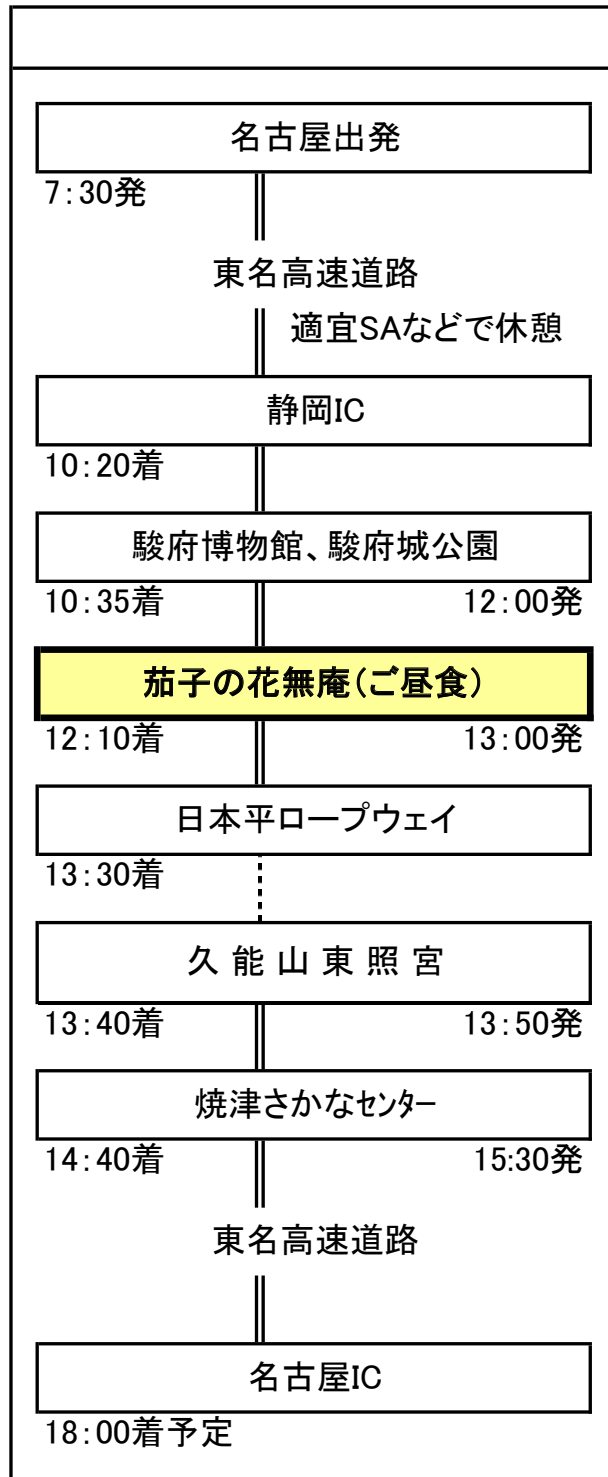 名古屋出発
7:30発
東名高速道路
適宜SAなどで休憩
静岡IC
10:20着
駿府博物館、駿府城公園
10:35着 12:00発
茄子の花無庵(ご昼食)
12:10着 13:00発
日本平ロープウェイ
13:30着
久能山東照宮
13:40着 13:50発
焼津さかなセンター
14:40着 15:30発
東名高速道路
名古屋IC
18:00着予定